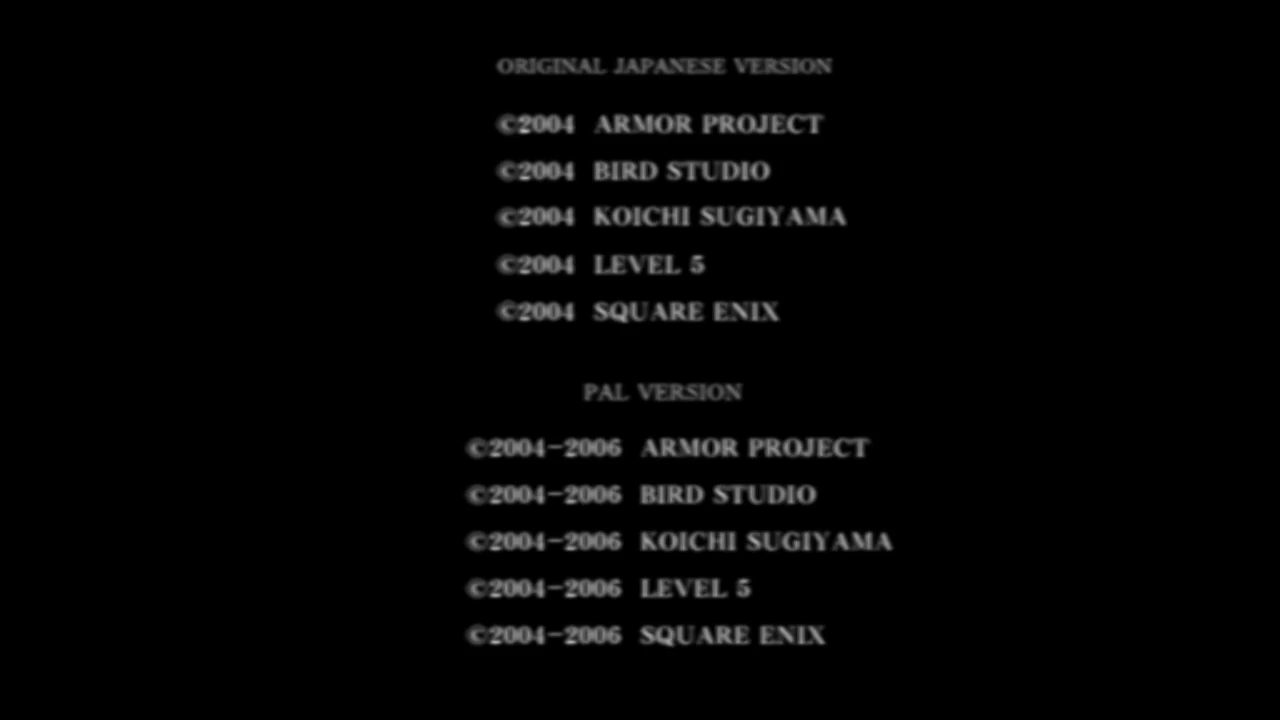 ORIGINAL JAPANESE VERSION
©2004 ARMOR PROJECT
©2004 BIRD STUDIO
©2004 KOICHI SUGIYAMA
©2004 LEVEL 5
©2004 SQUARE ENIX
PAL VERSION
©2004-2006 ARMOR PROJECT
©2004-2006 BIRD STUDIO
©2004-2006 KOICHI SUGIYAMA
©2004-2006 LEVEL 5
©2004-2006 SQUARE ENIX